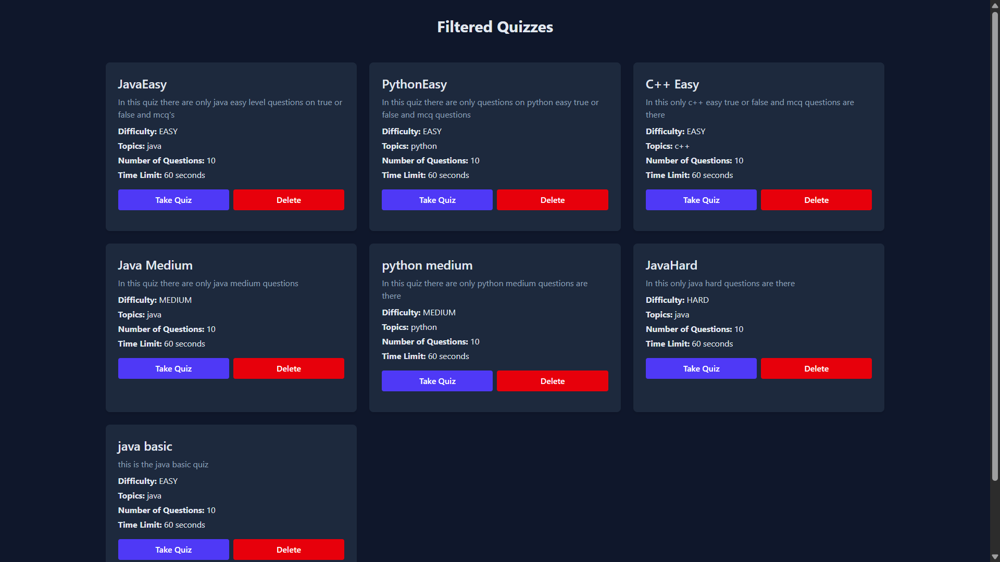 Filtered Quizzes
JavaEasy
In this quiz there are only java easy level questions on true or
false and mcq's
Difficulty: EASY
Topics: java
Number of Questions: 10
Time Limit: 60 seconds
Take Quiz
Delete
PythonEasy
In this quiz there are only questions on python easy true or
false and mcq questions
Difficulty: EASY
Topics: python
Number of Questions: 10
Time Limit: 60 seconds
Take Quiz
Delete
C++ Easy
In this only c++ easy true or false and mcq questions are
there
Difficulty: EASY
Topics: c++
Number of Questions: 10
Time Limit: 60 seconds
Take Quiz
Delete
Java Medium
In this quiz there are only java medium questions
Difficulty: MEDIUM
Topics: java
Number of Questions: 10
Time Limit: 60 seconds
Take Quiz
Delete
python medium
In this quiz there are only python medium questions are
there
Difficulty: MEDIUM
Topics: python
Number of Questions: 10
Time Limit: 60 seconds
Take Quiz
Delete
JavaHard
In this only java hard questions are there
Difficulty: HARD
Topics: java
Number of Questions: 10
Time Limit: 60 seconds
Take Quiz
Delete
java basic
this is the java basic quiz
Difficulty: EASY
Topics: java
Number of Questions: 10
Time Limit: 60 seconds
Take Quiz
Delete